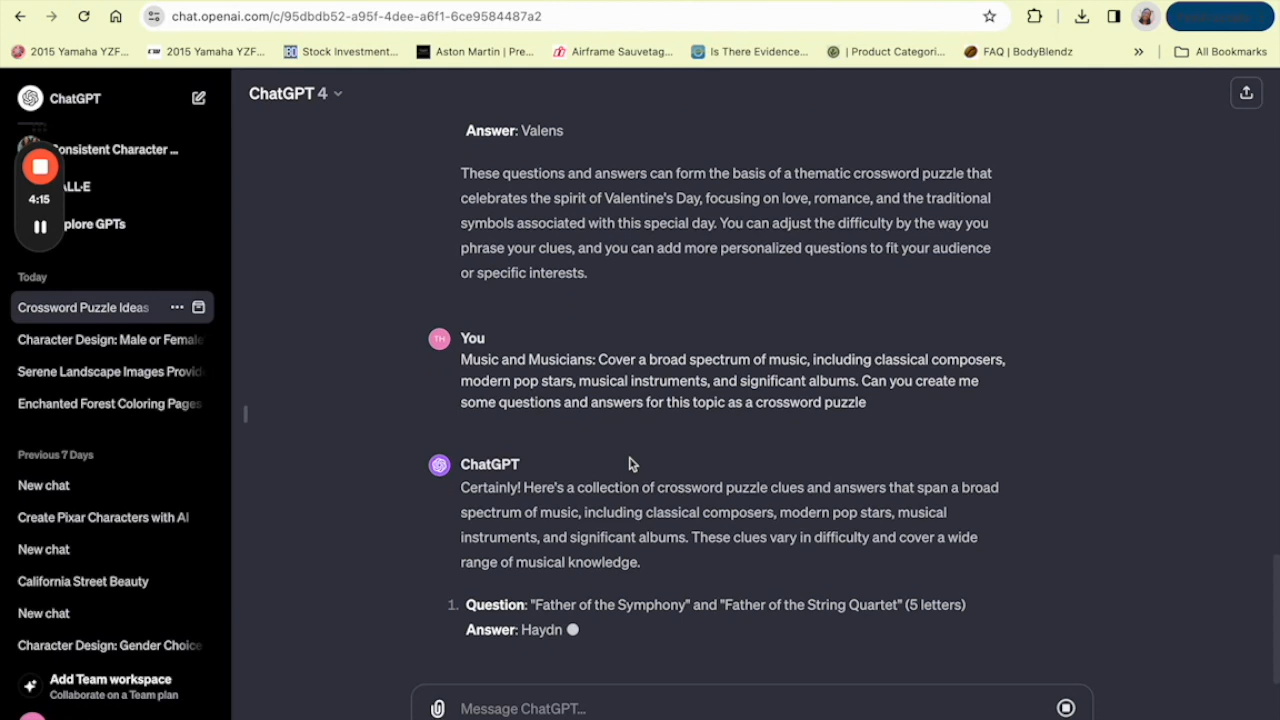 chat.openai.com/c/95dbdb52-a95f-4dee-a6f1-6ce9584487a2
2015 Yamaha YZF...
2015 Yamaha YZF...
Stock Investment...
Aston Martin | Pre...
Airframe Sauvetag...
Is There Evidence...
| Product Categori...
FAQ | BodyBlendz
All Bookmarks
ChatGPT
4:15
onsistent Character ...
ALL·E
plore GPTs
Today
Crossword Puzzle Ideas
Character Design: Male or Female
Serene Landscape Images Provid
Enchanted Forest Coloring Pages
Previous 7 Days
New chat
Create Pixar Characters with AI
New chat
California Street Beauty
New chat
Character Design: Gender Choice
Add Team workspace
Collaborate on a Team plan
ChatGPT 4
Answer: Valens
These questions and answers can form the basis of a thematic crossword puzzle that
celebrates the spirit of Valentine's Day, focusing on love, romance, and the traditional
symbols associated with this special day. You can adjust the difficulty by the way you
phrase your clues, and you can add more personalized questions to fit your audience
or specific interests.
TH
You
Music and Musicians: Cover a broad spectrum of music, including classical composers,
modern pop stars, musical instruments, and significant albums. Can you create me
some questions and answers for this topic as a crossword puzzle
ChatGPT
Certainly! Here's a collection of crossword puzzle clues and answers that span a broad
spectrum of music, including classical composers, modern pop stars, musical
instruments, and significant albums. These clues vary in difficulty and cover a wide
range of musical knowledge.
1. Question: "Father of the Symphony" and "Father of the String Quartet" (5 letters)
Answer: Haydn
Message ChatGPT...